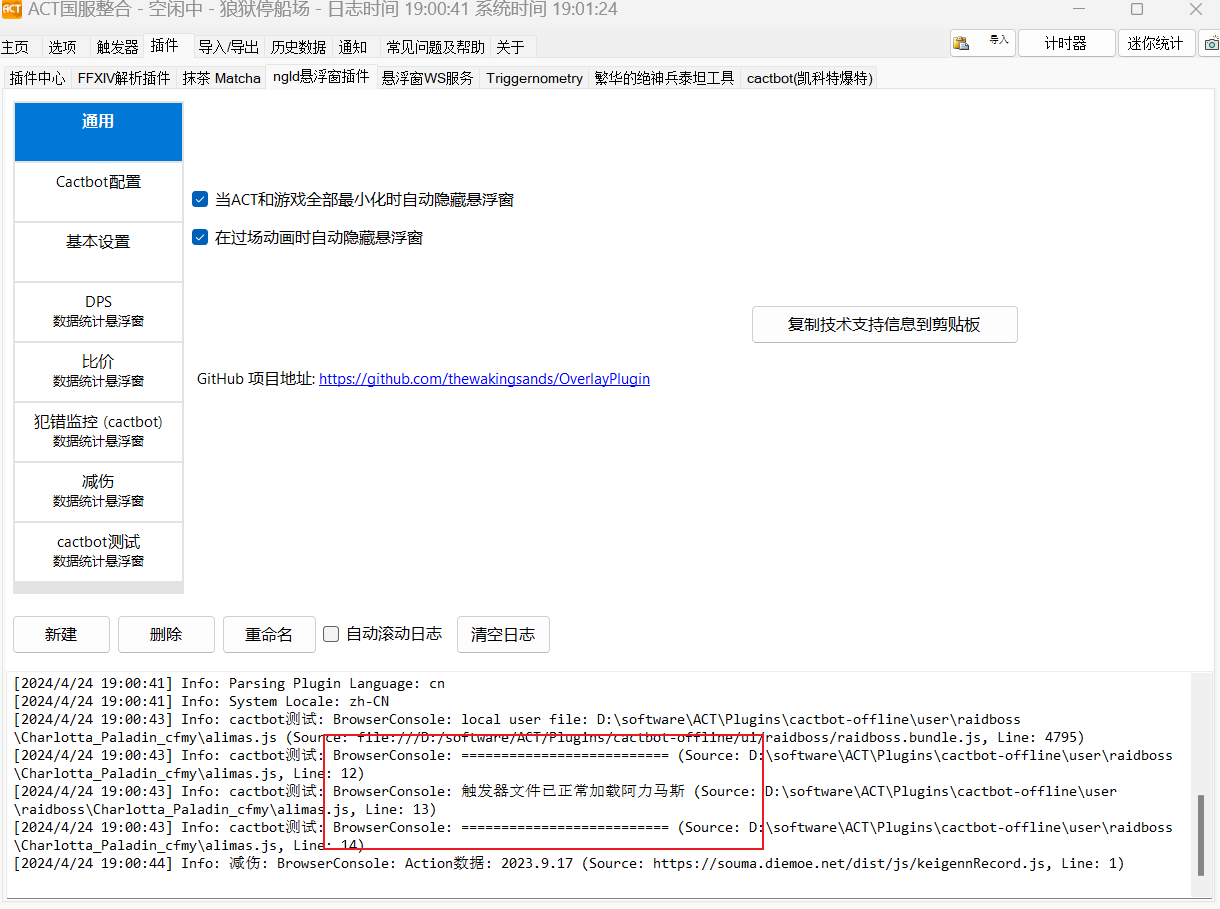 ACT国服整合 - 空闲中 - 狼狱停船场 - 日志时间 19:00:41 系统时间 19:01:24
主页 选项 触发器 插件 导入/导出 历史数据 通知 常见问题及帮助 关于 导入 计时器 迷你统计
插件中心 FFXIV解析插件 抹茶 Matcha ngld悬浮窗插件 悬浮窗WS服务 Triggernometry 繁华的绝神兵泰坦工具 cactbot(凯科特爆特)
通用
Cactbot配置
当ACT和游戏全部最小化时自动隐藏悬浮窗
在过场动画时自动隐藏悬浮窗
基本设置
DPS
数据统计悬浮窗
复制技术支持信息到剪贴板
比价
数据统计悬浮窗
GitHub 项目地址: https://github.com/thewakingsands/OverlayPlugin
犯错监控 (cactbot)
数据统计悬浮窗
减伤
数据统计悬浮窗
cactbot测试
数据统计悬浮窗
新建 删除 重命名 自动滚动日志 清空日志
[2024/4/24 19:00:41] Info: Parsing Plugin Language: cn
[2024/4/24 19:00:41] Info: System Locale: zh-CN
[2024/4/24 19:00:43] Info: cactbot测试: BrowserConsole: local user file: D:\software\ACT\Plugins\cactbot-offline\user\raidboss
\Charlotta_Paladin_cfmy\alimas.js (Source: file:///D:/software/ACT/Plugins/cactbot-offline/ui/raidboss/raidboss.bundle.js, Line: 4795)
[2024/4/24 19:00:43] Info: cactbot测试: BrowserConsole: ========================== (Source: D:\software\ACT\Plugins\cactbot-offline\user\raidboss
\Charlotta_Paladin_cfmy\alimas.js, Line: 12)
[2024/4/24 19:00:43] Info: cactbot测试: BrowserConsole: 触发器文件已正常加载阿力马斯 (Source: D:\software\ACT\Plugins\cactbot-offline\user
\raidboss\Charlotta_Paladin_cfmy\alimas.js, Line: 13)
[2024/4/24 19:00:43] Info: cactbot测试: BrowserConsole: ========================== (Source: D:\software\ACT\Plugins\cactbot-offline\user\raidboss
\Charlotta_Paladin_cfmy\alimas.js, Line: 14)
[2024/4/24 19:00:44] Info: 减伤: BrowserConsole: Action数据: 2023.9.17 (Source: https://souma.diemoe.net/dist/js/keigennRecord.js, Line: 1)